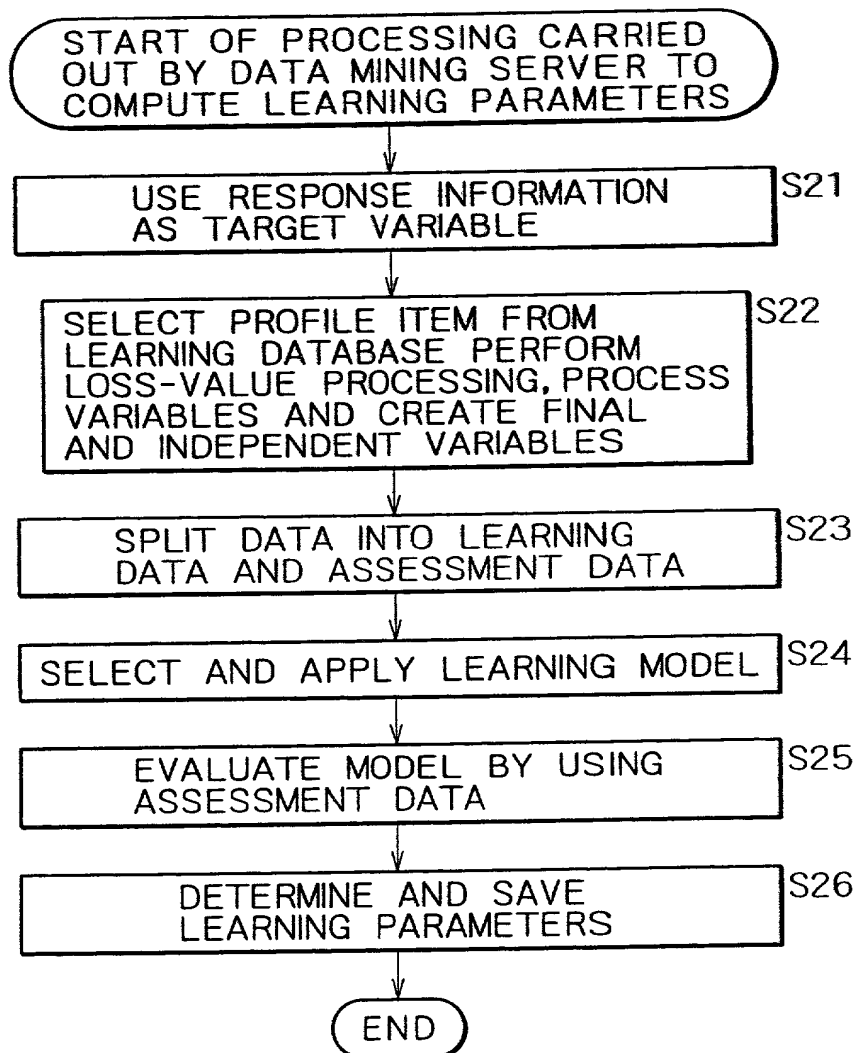 START OF PROCESSING CARRIED
OUT BY DATA MINING SERVER TO
COMPUTE LEARNING PARAMETERS
USE RESPONSE INFORMATION
AS TARGET VARIABLE
S21
SELECT PROFILE ITEM FROM
LEARNING DATABASE PERFORM
LOSS-VALUE PROCESSING, PROCESS
VARIABLES AND CREATE FINAL
AND INDEPENDENT VARIABLES
S22
SPLIT DATA INTO LEARNING
DATA AND ASSESSMENT DATA
S23
SELECT AND APPLY LEARNING MODEL
S24
EVALUATE MODEL BY USING
ASSESSMENT DATA
S25
DETERMINE AND SAVE
LEARNING PARAMETERS
S26
END